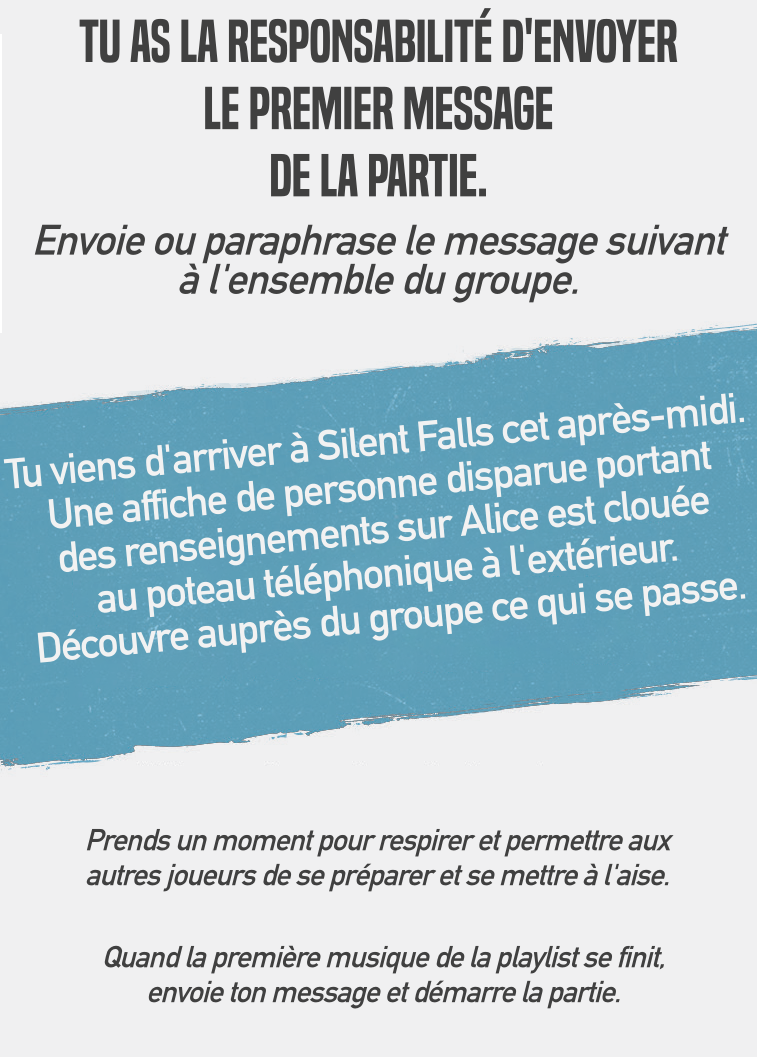 TU AS LA RESPONSABILITÉ D'ENVOYER
LE PREMIER MESSAGE
DE LA PARTIE.
Envoie ou paraphrase le message suivant
à l'ensemble du groupe.
Tu viens d'arriver à Silent Falls cet après-midi.
Une affiche de personne disparue portant
des renseignements sur Alice est clouée
au poteau téléphonique à l'extérieur.
Découvre auprès du groupe ce qui se passe.
Prends un moment pour respirer et permettre aux
autres joueurs de se préparer et se mettre à l'aise.
Quand la première musique de la playlist se finit,
envoie ton message et démarre la partie.